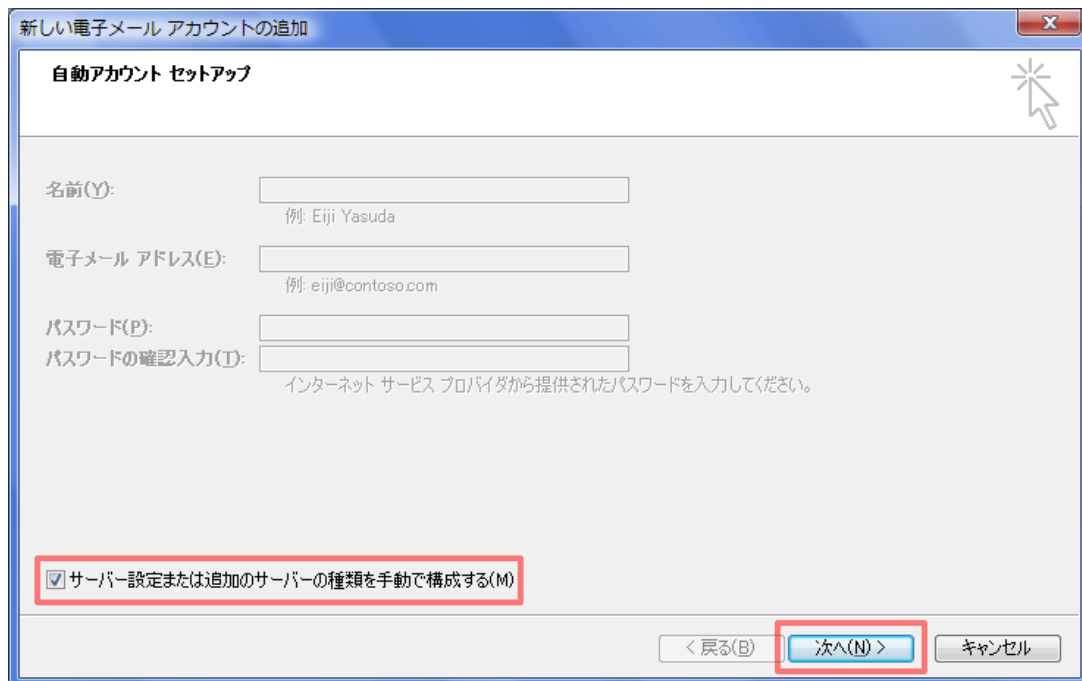 新しい電子メール アカウントの追加
自動アカウント セットアップ
名前(Y):
例: Eiji Yasuda
電子メール アドレス(E):
例: eiji@contoso.com
パスワード(P):
パスワードの確認入力(T):
インターネット サービス プロバイダから提供されたパスワードを入力してください。
サーバー設定または追加のサーバーの種類を手動で構成する(M)
< 戻る(B) 次へ(N) > キャンセル